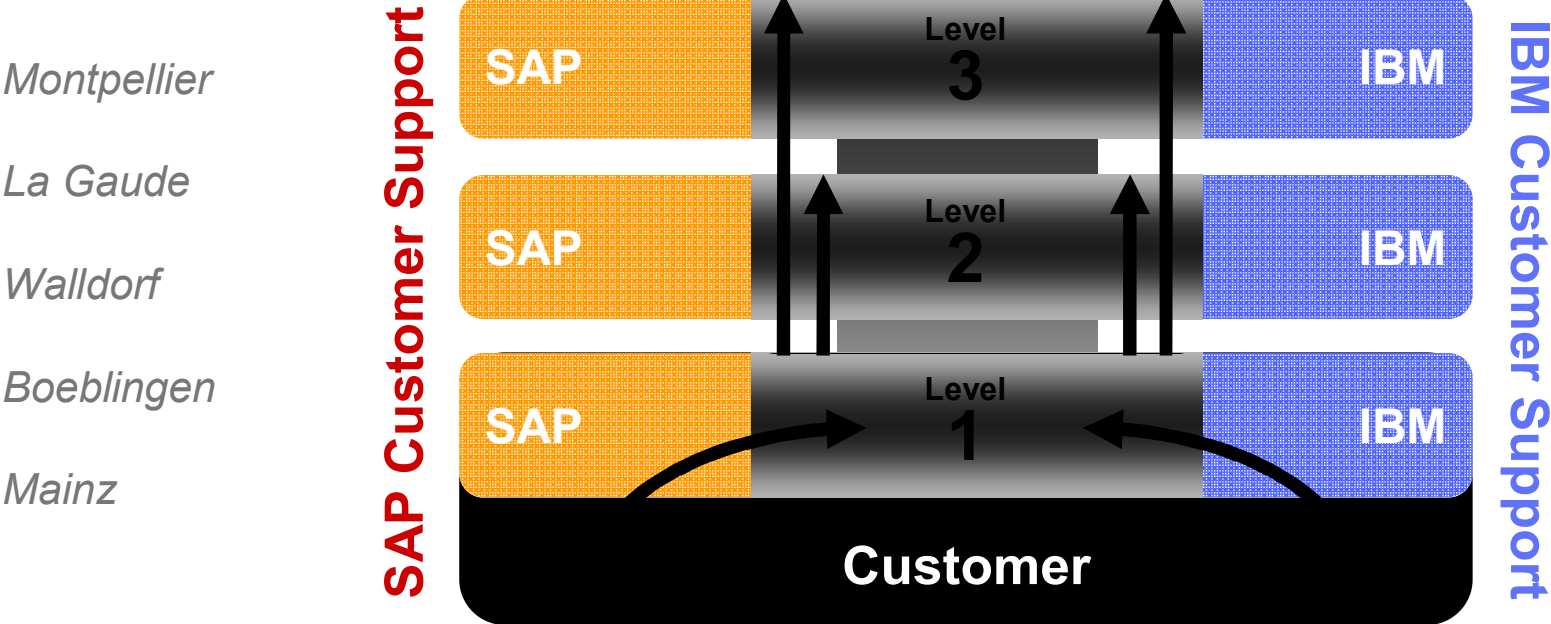 Montpellier
La Gaude
Walldorf
Boeblingen
Mainz
SAP Customer Support
SAP
Level
3
IBM
SAP
Level
2
IBM
SAP
Level
1
IBM
Customer
IBM Customer Support